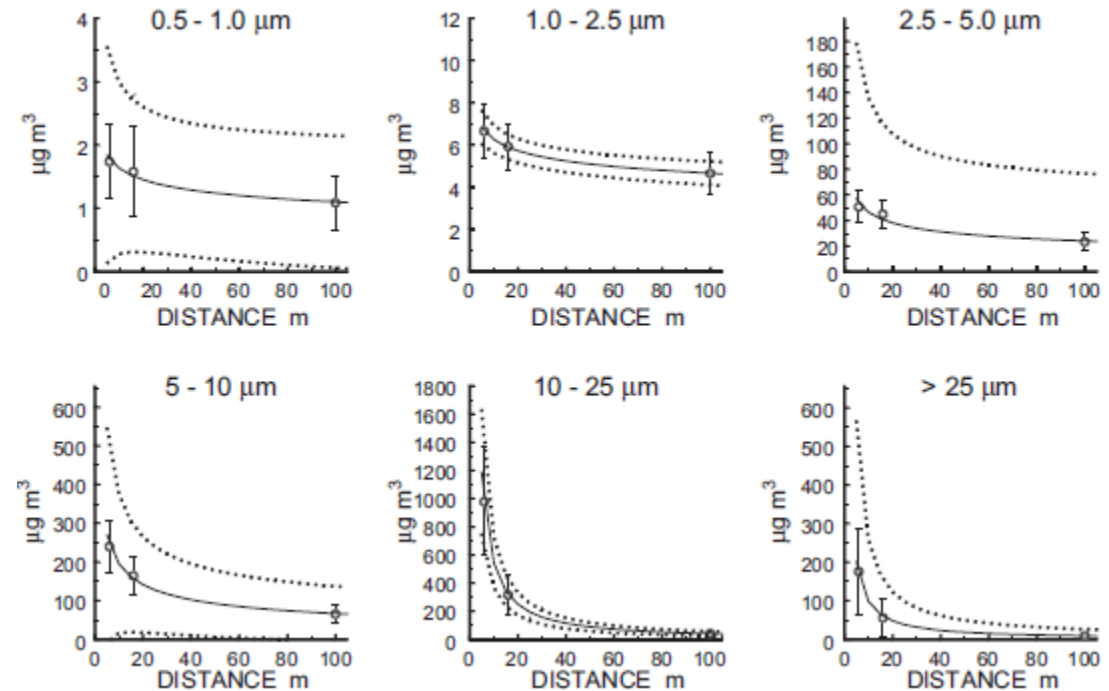 0.5 - 1.0 μm
4
3
2
1
0
μg m³
0 20 40 60 80 100
DISTANCE m
1.0 - 2.5 μm
12
10
8
6
4
2
0
μg m³
0 20 40 60 80 100
DISTANCE m
2.5 - 5.0 μm
180
160
140
120
100
80
60
40
20
0
μg m³
0 20 40 60 80 100
DISTANCE m
5 - 10 μm
600
500
400
300
200
100
0
μg m³
0 20 40 60 80 100
DISTANCE m
10 - 25 μm
1800
1600
1400
1200
1000
800
600
400
200
0
μg m³
0 20 40 60 80 100
DISTANCE m
> 25 μm
600
500
400
300
200
100
0
μg m³
0 20 40 60 80 100
DISTANCE m